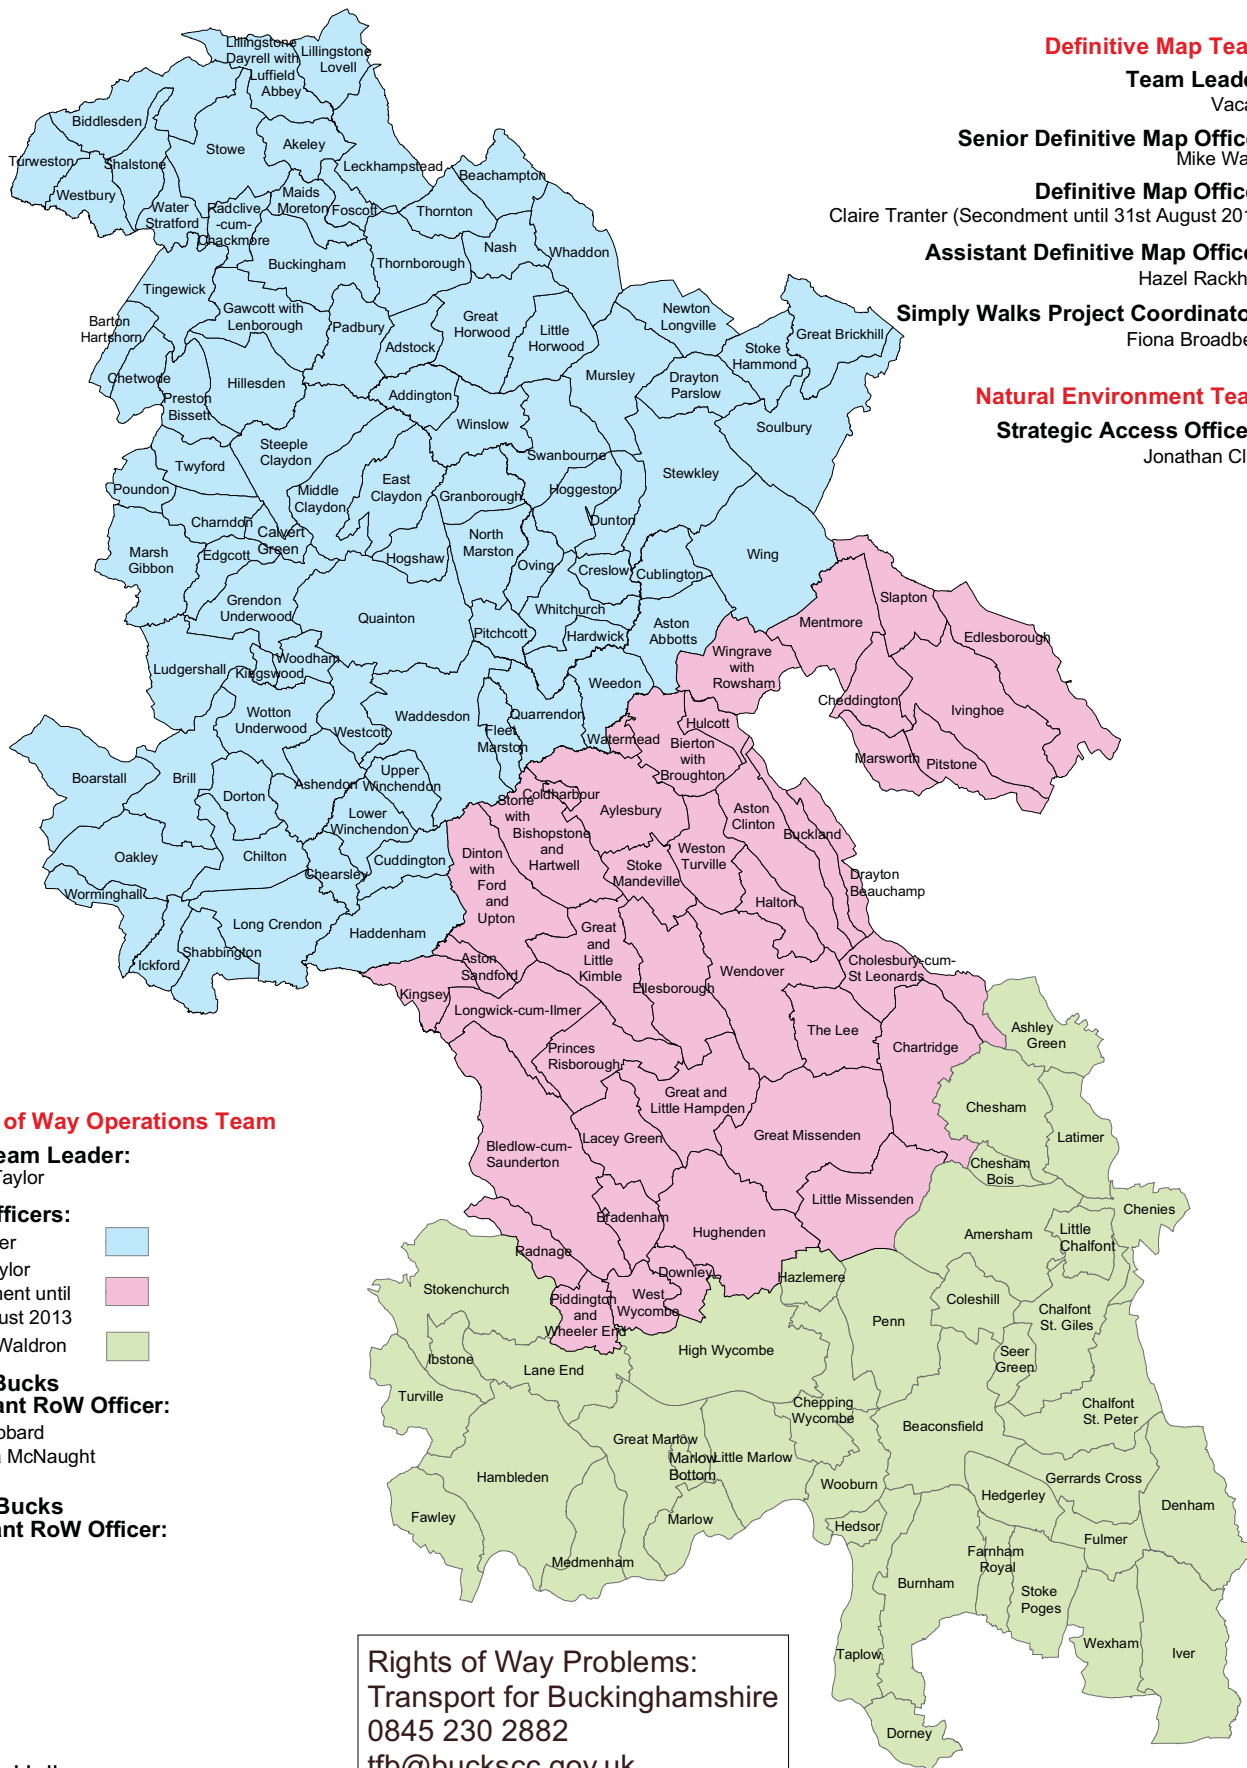 Definitive Map Tea
Team Leade
Vaca
Senior Definitive Map Office
Mike Wa
Definitive Map Office
Claire Tranter (Secondment until 31st August 201
Assistant Definitive Map Office
Hazel Rackh
Simply Walks Project Coordinato
Fiona Broadbe
Natural Environment Tea
Strategic Access Office
Jonathan Cl
Lillingstone
Dayrell with
Luffield
Abbey
Lillingstone
Lovell
Biddlesden
Turweston
Shalstone
Westbury
Stowe
Akeley
Leckhampstead
Beachampton
Water
Stratford
Radclive
-cum-
Chackmore
Maids
Moreton
Foscott
Thornton
Nash
Whaddon
Buckingham
Thornborough
Tingewick
Barton
Hartshorn
Gawcott with
Lenborough
Padbury
Adstock
Great
Horwood
Little
Horwood
Newton
Longville
Stoke
Hammond
Great Brickhill
Chetwode
Preston
Bissett
Hillesden
Addington
Winslow
Mursley
Drayton
Parslow
Soulbury
Twyford
Steeple
Claydon
Swanbourne
Poundon
Middle
Claydon
East
Claydon
Granborough
Hoggeston
Stewkley
Charndon
Calvert
Green
Dunton
Marsh
Gibbon
Edgcott
Hogshaw
North
Marston
Oving
Creslow
Cublington
Wing
Grendon
Underwood
Quainton
Pitchcott
Whitchurch
Hardwick
Aston
Abbotts
Mentmore
Slapton
Edlesborough
Ludgershall
Kingswood
Woodham
Weedon
Wingrave
with
Rowsham
Cheddington
Ivinghoe
Wotton
Underwood
Westcott
Waddesdon
Fleet
Marston
Quarrendon
Watermead
Hulcott
Bierton
with
Broughton
Marsworth
Pitstone
Boarstall
Brill
Dorton
Ashendon
Upper
Winchendon
Lower
Winchendon
Stone
with
Bishopstone
and
Hartwell
Coldharbour
Aylesbury
Aston
Clinton
Buckland
Oakley
Chilton
Chearsley
Cuddington
Dinton
with
Ford
and
Upton
Stoke
Mandeville
Weston
Turville
Halton
Drayton
Beauchamp
Worminghall
Long Crendon
Haddenham
Ickford
Shabbington
Aston
Sandford
Great
and
Little
Kimble
Ellesborough
Wendover
Cholesbury-cum-
St Leonards
Kingsey
Longwick-cum-Ilmer
The Lee
Chartridge
Ashley
Green
Princes
Risborough
Great and
Little Hampden
Chesham
Latimer
Bledlow-cum-
Saunderton
Lacey Green
Great Missenden
Chesham
Bois
Little Missenden
Chenies
Bradenham
Hughenden
Amersham
Little
Chalfont
Radnage
Downley
Hazlemere
Stokenchurch
Piddington
and
Wheeler End
West
Wycombe
Coleshill
Chalfont
St. Giles
Penn
Ibstone
Lane End
High Wycombe
Seer
Green
Turville
Chepping
Wycombe
Chalfont
St. Peter
Beaconsfield
Great Marlow
Marlow
Bottom
Little Marlow
Hambleden
Wooburn
Gerrards Cross
Hedgerley
Denham
Fawley
Marlow
Hedsor
Fulmer
Medmenham
Farnham
Royal
Burnham
Stoke
Poges
Taplow
Wexham
Iver
Dorney
of Way Operations Team
eam Leader:
Taylor
fficers:
er
ylor
ment until
ust 2013
Waldron
Bucks
ant RoW Officer:
bbard
a McNaught
Bucks
ant RoW Officer:
Rights of Way Problems:
Transport for Buckinghamshire
0845 230 2882
tfb@buckscc.gov.uk